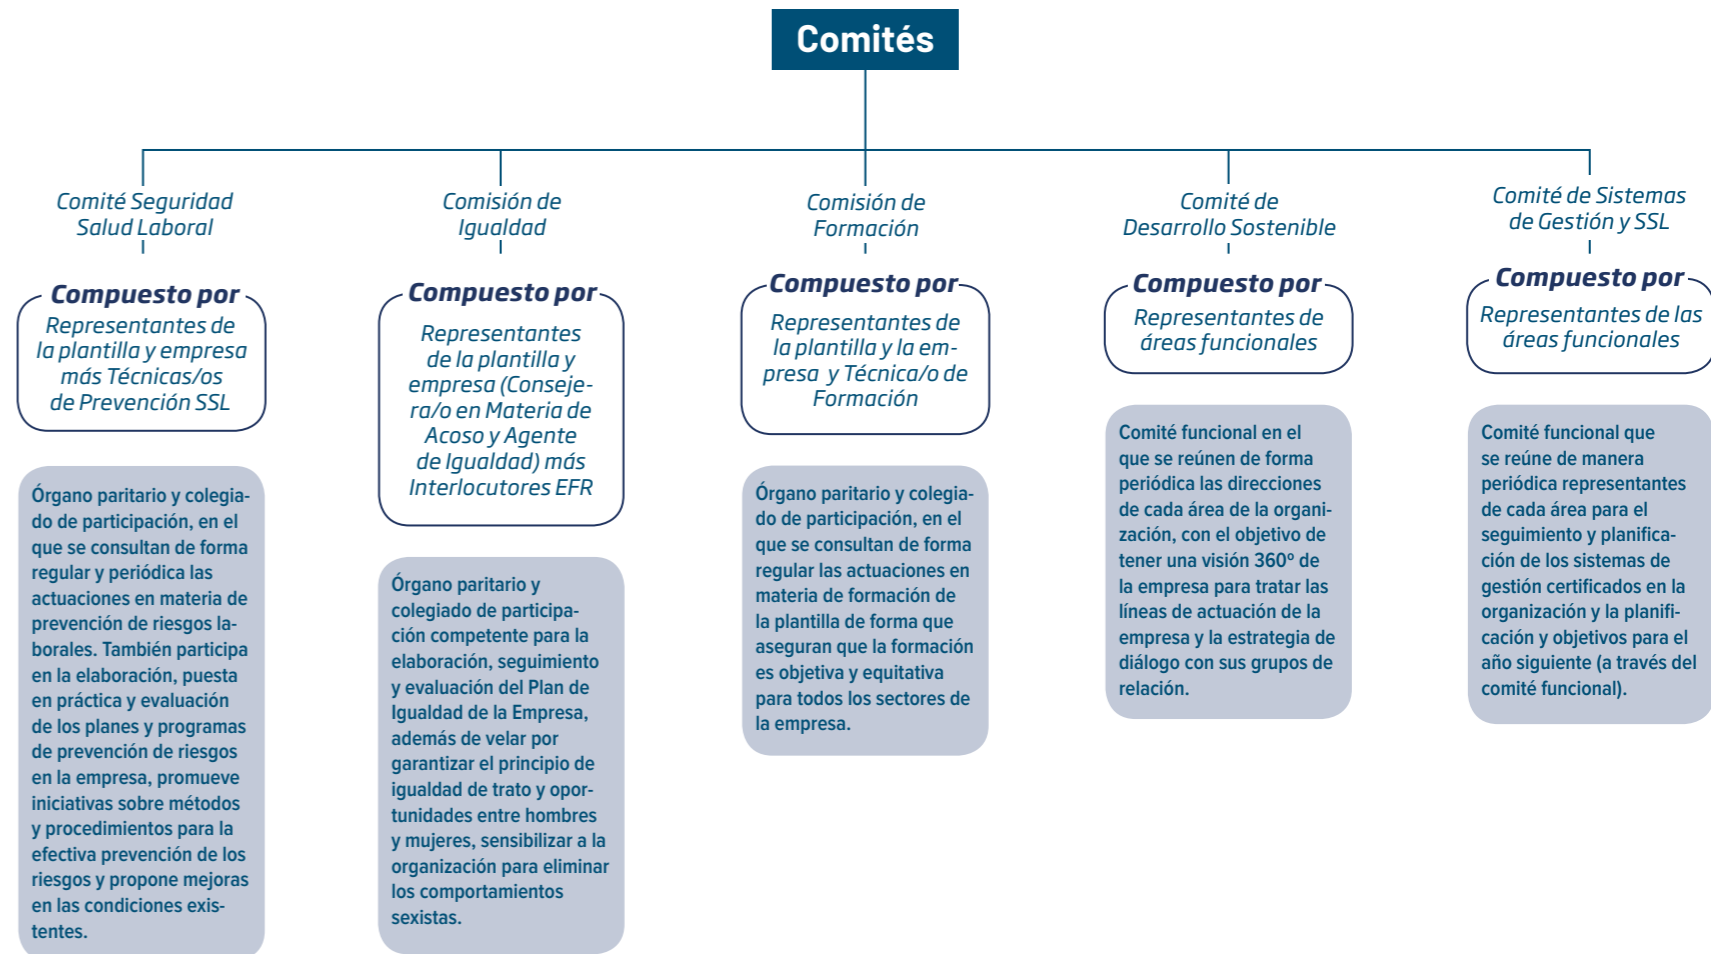 Comités
Comité Seguridad
Salud Laboral
Compuesto por
Representantes de
la plantilla y empresa
más Técnicas/os
de Prevención SSL
Órgano paritario y colegia-
do de participación, en el
que se consultan de forma
regular y periódica las
actuaciones en materia de
prevención de riesgos la-
borales. También participa
en la elaboración, puesta
en práctica y evaluación
de los planes y programas
de prevención de riesgos
en la empresa, promueve
iniciativas sobre métodos
y procedimientos para la
efectiva prevención de los
riesgos y propone mejoras
en las condiciones exis-
tentes.
Comisión de
Igualdad
Compuesto por
Representantes
de la plantilla y
empresa (Conseje-
ra/o en Materia de
Acoso y Agente
de Igualdad) más
Interlocutores EFR
Órgano paritario y
colegiado de participa-
ción competente para la
elaboración, seguimiento
y evaluación del Plan de
Igualdad de la Empresa,
además de velar por
garantizar el principio de
igualdad de trato y opor-
tunidades entre hombres
y mujeres, sensibilizar a la
organización para eliminar
los comportamientos
sexistas.
Comisión de
Formación
Compuesto por
Representantes de
la plantilla y la em-
presa y Técnica/o de
Formación
Órgano paritario y colegia-
do de participación, en el
que se consultan de forma
regular las actuaciones en
materia de formación de
la plantilla de forma que
aseguran que la formación
es objetiva y equitativa
para todos los sectores de
la empresa.
Comité de
Desarrollo Sostenible
Compuesto por
Representantes de
áreas funcionales
Comité funcional en el
que se reúnen de forma
periódica las direcciones
de cada área de la organi-
zación, con el objetivo de
tener una visión 360º de
la empresa para tratar las
líneas de actuación de la
empresa y la estrategia de
diálogo con sus grupos de
relación.
Comité de Sistemas
de Gestión y SSL
Compuesto por
Representantes de las
áreas funcionales
Comité funcional que
se reúne de manera
periódica representantes
de cada área para el
seguimiento y planifica-
ción de los sistemas de
gestión certificados en la
organización y la planifi-
cación y objetivos para el
año siguiente (a través del
comité funcional).